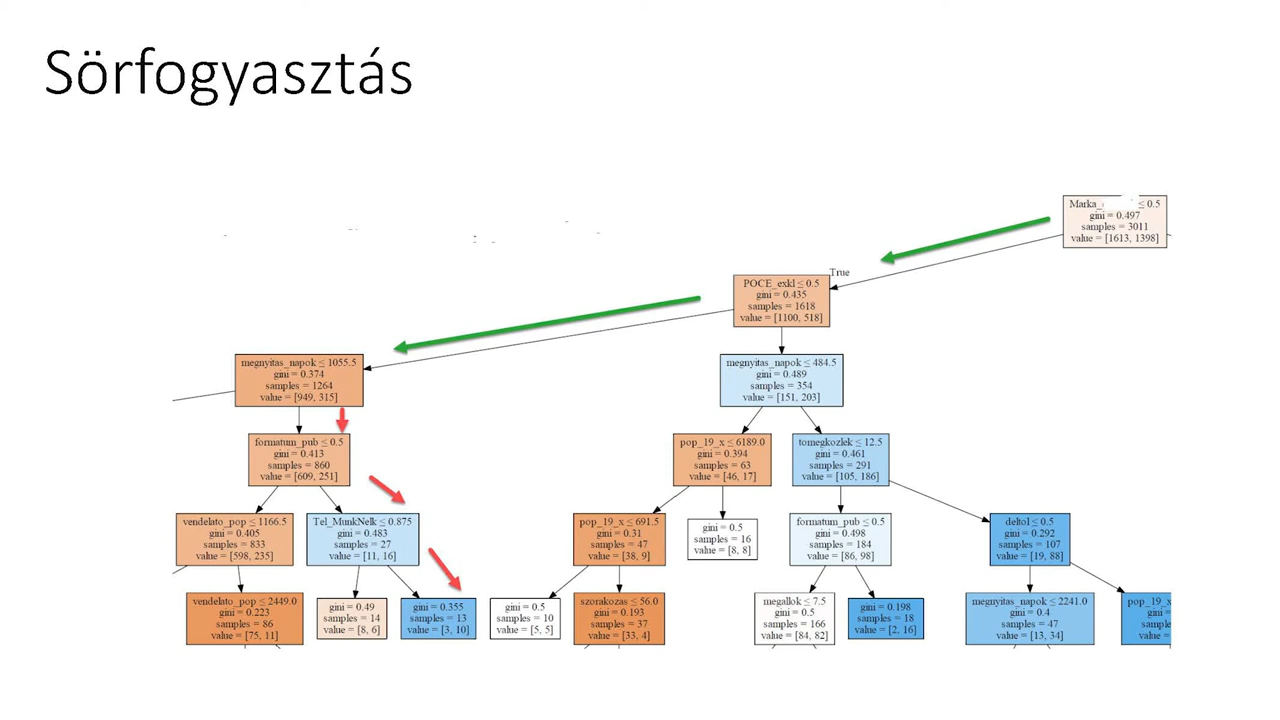 Sörfogyasztás
Marka_ ≤ 0.5
gini = 0.497
samples = 3011
value = [1613, 1398]
True
POCE_exkl ≤ 0.5
gini = 0.435
samples = 1618
value = [1100, 518]
megnyitas_napok ≤ 1055.5
gini = 0.374
samples = 1264
value = [949, 315]
megnyitas_napok ≤ 484.5
gini = 0.489
samples = 354
value = [151, 203]
formatum_pub ≤ 0.5
gini = 0.413
samples = 860
value = [609, 251]
pop_19_x ≤ 6189.0
gini = 0.394
samples = 63
value = [46, 17]
tomegkozlek ≤ 12.5
gini = 0.461
samples = 291
value = [105, 186]
vendelato_pop ≤ 1166.5
gini = 0.405
samples = 833
value = [598, 235]
Tel_MunkNelk ≤ 0.875
gini = 0.483
samples = 27
value = [11, 16]
pop_19_x ≤ 691.5
gini = 0.31
samples = 47
value = [38, 9]
gini = 0.5
samples = 16
value = [8, 8]
formatum_pub ≤ 0.5
gini = 0.498
samples = 184
value = [86, 98]
deltol ≤ 0.5
gini = 0.292
samples = 107
value = [19, 88]
vendelato_pop ≤ 2449.0
gini = 0.223
samples = 86
value = [75, 11]
gini = 0.49
samples = 14
value = [8, 6]
gini = 0.355
samples = 13
value = [3, 10]
gini = 0.5
samples = 10
value = [5, 5]
szorakozas ≤ 56.0
gini = 0.193
samples = 37
value = [33, 4]
megallok ≤ 7.5
gini = 0.5
samples = 166
value = [84, 82]
gini = 0.198
samples = 18
value = [2, 16]
megnyitas_napok ≤ 2241.0
gini = 0.4
samples = 47
value = [13, 34]
pop_19_x
gini =
sample
value =